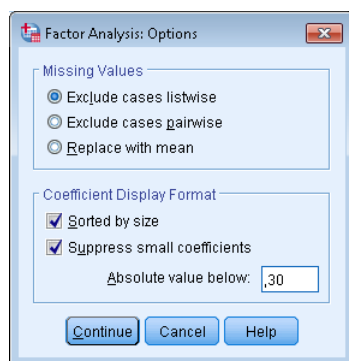 Factor Analysis: Options
Missing Values
Exclude cases listwise
Exclude cases pairwise
Replace with mean
Coefficient Display Format
Sorted by size
Suppress small coefficients
Absolute value below: ,30
Continue Cancel Help